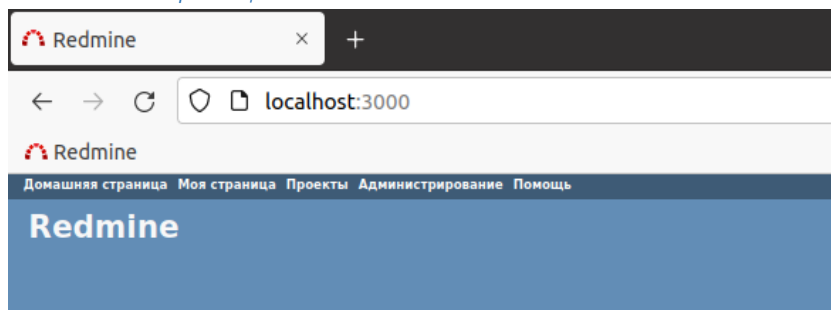 Redmine
localhost:3000
Redmine
Домашняя страница Моя страница Проекты Администрирование Помощь
Redmine